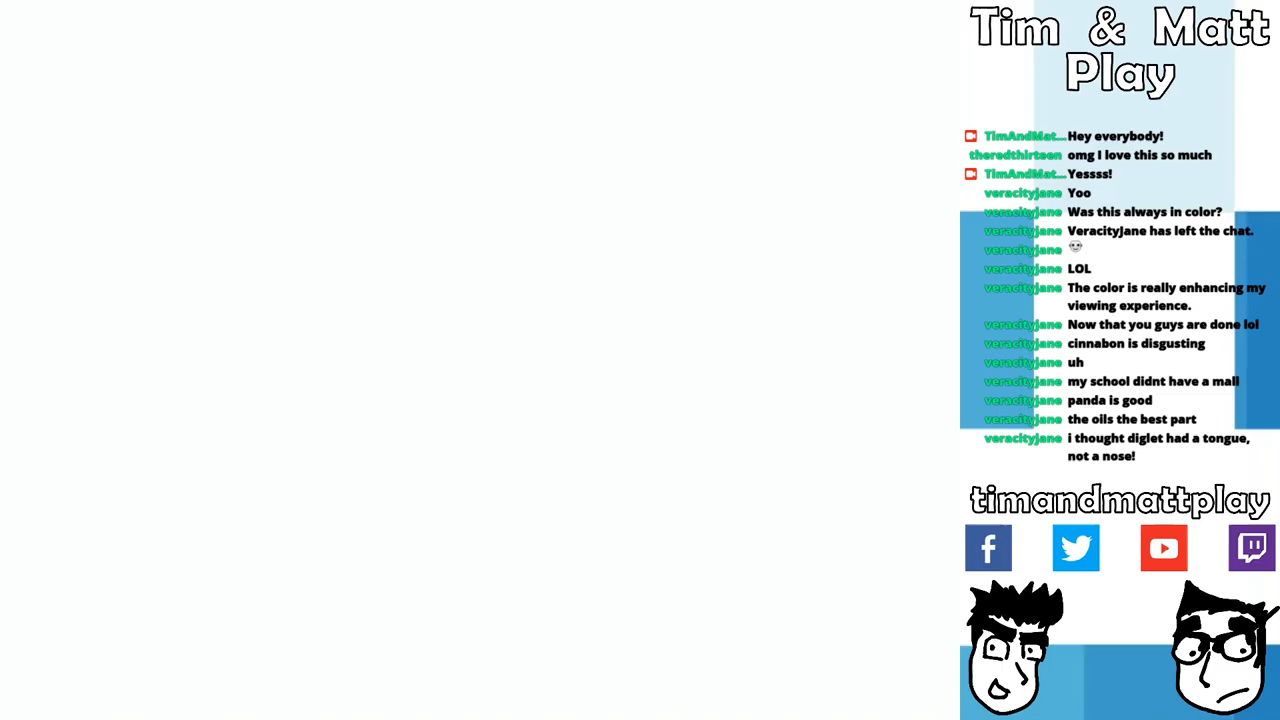 Tim & Matt
Play
TimAndMat... Hey everybody!
theredthirteen omg I love this so much
TimAndMat... Yessss!
veracityjane Yoo
veracityjane Was this always in color?
veracityjane VeracityJane has left the chat.
veracityjane
veracityjane LOL
veracityjane The color is really enhancing my
viewing experience.
veracityjane Now that you guys are done lol
veracityjane cinnabon is disgusting
veracityjane uh
veracityjane my school didnt have a mall
veracityjane panda is good
veracityjane the oils the best part
veracityjane i thought diglet had a tongue,
not a nose!
timandmattplay